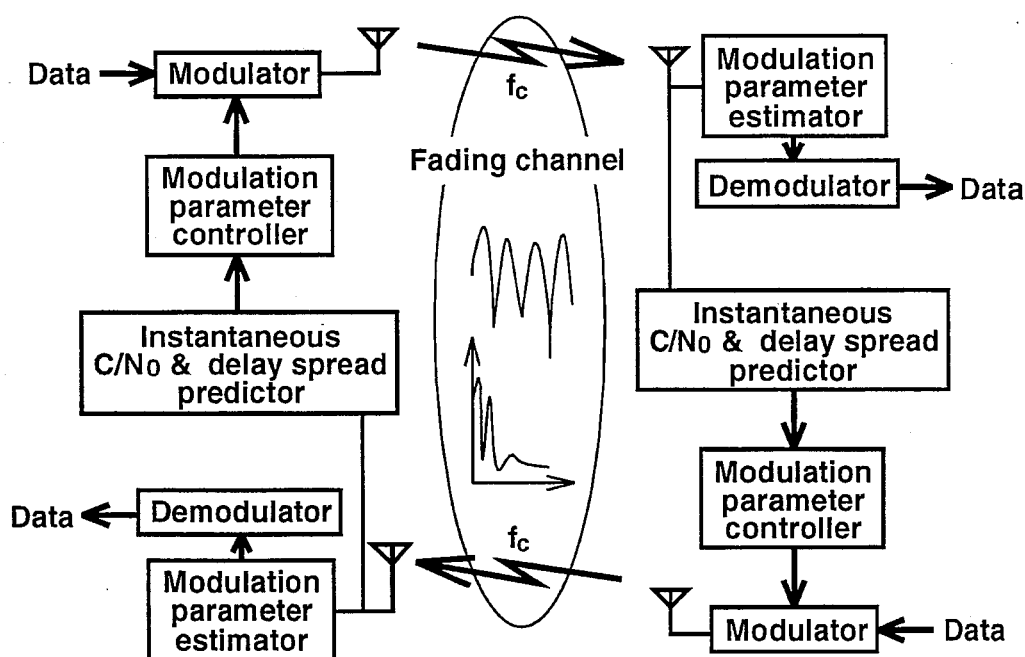 Data
Modulator
Modulation
parameter
controller
Instantaneous
C/N0 & delay spread
predictor
Data
Demodulator
Modulation
parameter
estimator
fc
Fading channel
fc
Modulation
parameter
estimator
Demodulator
Data
Instantaneous
C/N0 & delay spread
predictor
Modulation
parameter
controller
Modulator
Data